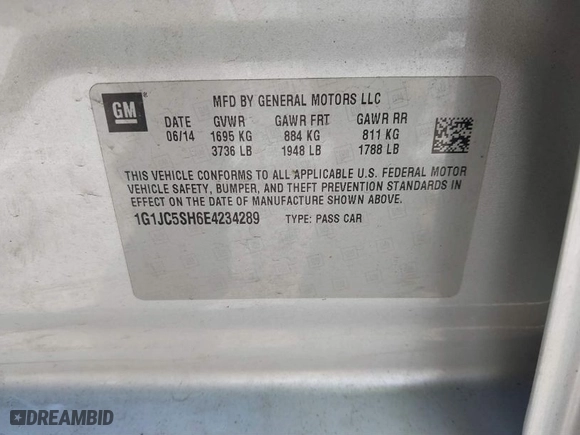 GM
MFD BY GENERAL MOTORS LLC
DATE GVWR GAWR FRT GAWR RR
06/14 1695 KG 884 KG 811 KG
3736 LB 1948 LB 1788 LB
THIS VEHICLE CONFORMS TO ALL APPLICABLE U.S. FEDERAL MOTOR
VEHICLE SAFETY, BUMPER, AND THEFT PREVENTION STANDARDS IN
EFFECT ON THE DATE OF MANUFACTURE SHOWN ABOVE.
1G1JC5SH6E4234289 TYPE: PASS CAR
DREAMBID